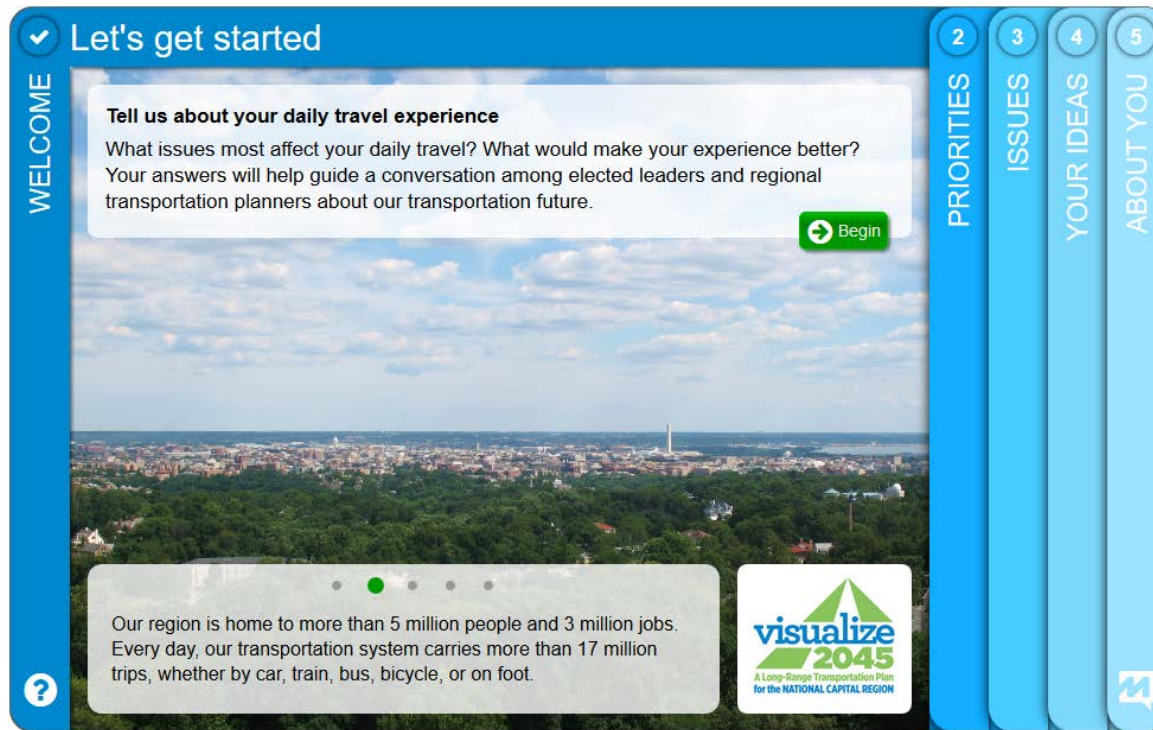 Let's get started
WELCOME
Tell us about your daily travel experience
What issues most affect your daily travel? What would make your experience better?
Your answers will help guide a conversation among elected leaders and regional
transportation planners about our transportation future.
Begin
Our region is home to more than 5 million people and 3 million jobs.
Every day, our transportation system carries more than 17 million
trips, whether by car, train, bus, bicycle, or on foot.
visualize
2045
A Long-Range Transportation Plan
for the NATIONAL CAPITAL REGION
?
2
PRIORITIES
3
ISSUES
4
YOUR IDEAS
5
ABOUT YOU